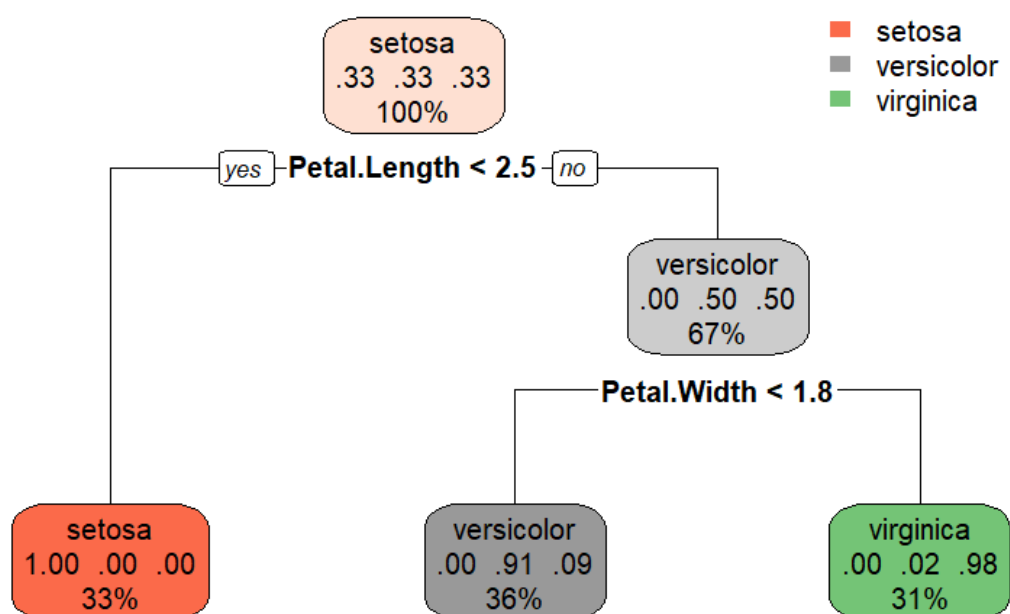 setosa
.33 .33 .33
100%
setosa
versicolor
virginica
yes Petal.Length < 2.5 no
versicolor
.00 .50 .50
67%
Petal.Width < 1.8
setosa
1.00 .00 .00
33%
versicolor
.00 .91 .09
36%
virginica
.00 .02 .98
31%